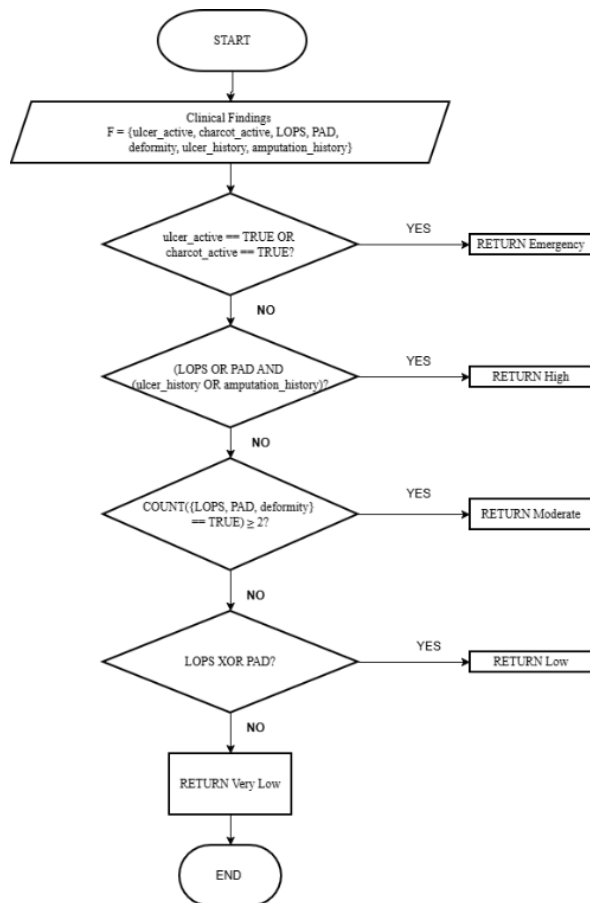 START
Clinical Findings
F = {ulcer_active, charcot_active, LOPS, PAD,
deformity, ulcer_history, amputation_history}
ulcer_active == TRUE OR
charcot_active == TRUE?
YES
RETURN Emergency
NO
(LOPS OR PAD AND
(ulcer_history OR amputation_history)?
YES
RETURN High
NO
COUNT({LOPS, PAD, deformity}
== TRUE) ≥ 2?
YES
RETURN Moderate
NO
LOPS XOR PAD?
YES
RETURN Low
NO
RETURN Very Low
END